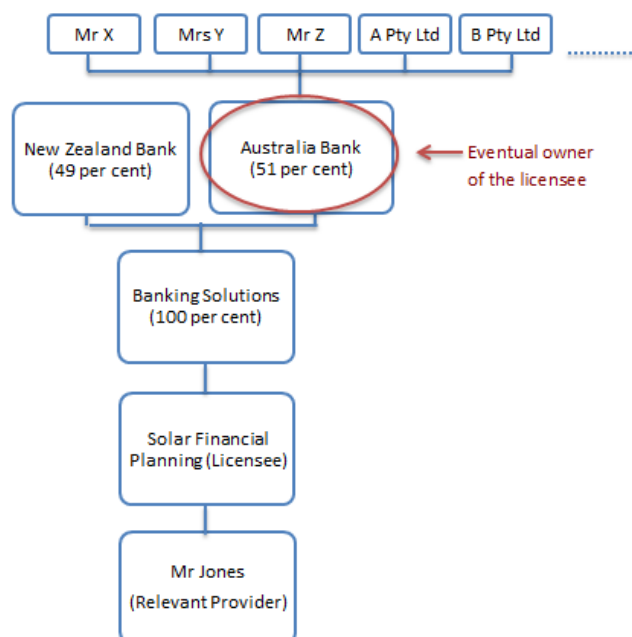 Mr X
Mrs Y
Mr Z
A Pty Ltd
B Pty Ltd
New Zealand Bank
(49 per cent)
Australia Bank
(51 per cent)
Eventual owner
of the licensee
Banking Solutions
(100 per cent)
Solar Financial
Planning (Licensee)
Mr Jones
(Relevant Provider)